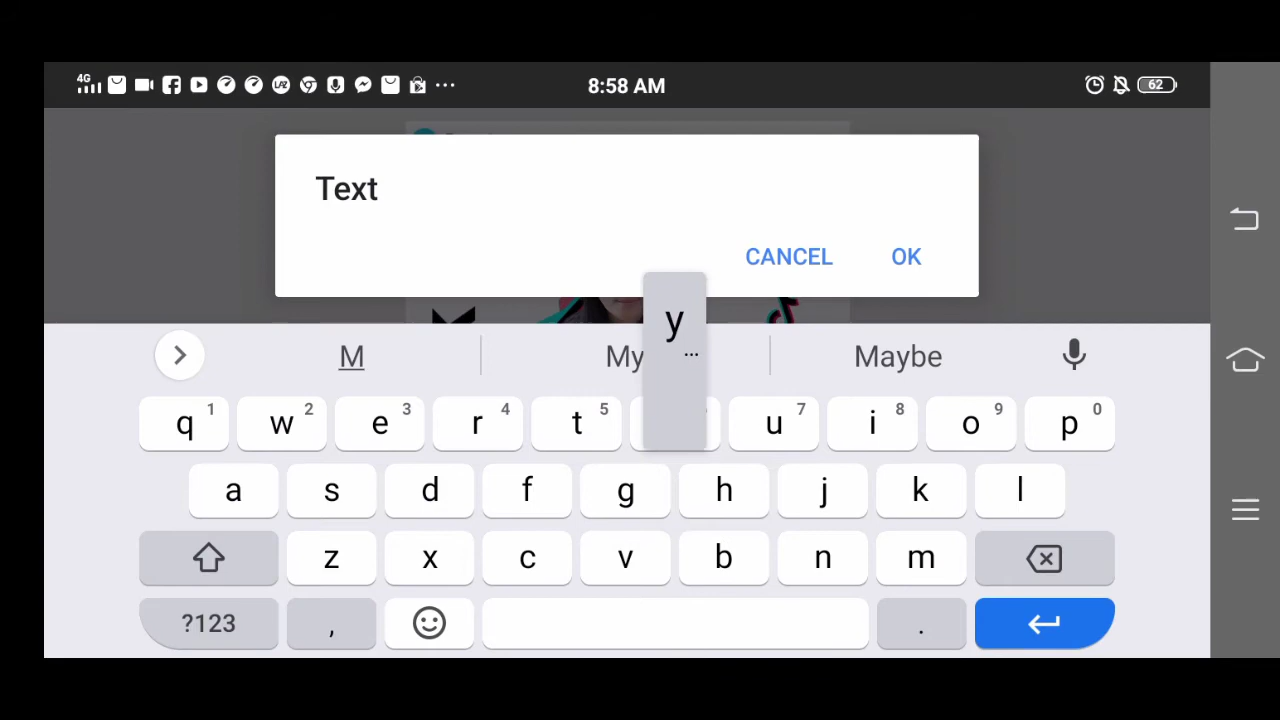 4G 8:58 AM 62
Text
CANCEL OK
y
...
M My Maybe
q 1 w 2 e 3 r 4 t 5 u 7 i 8 o 9 p 0
a s d f g h j k l
z x c v b n m
?123 , .